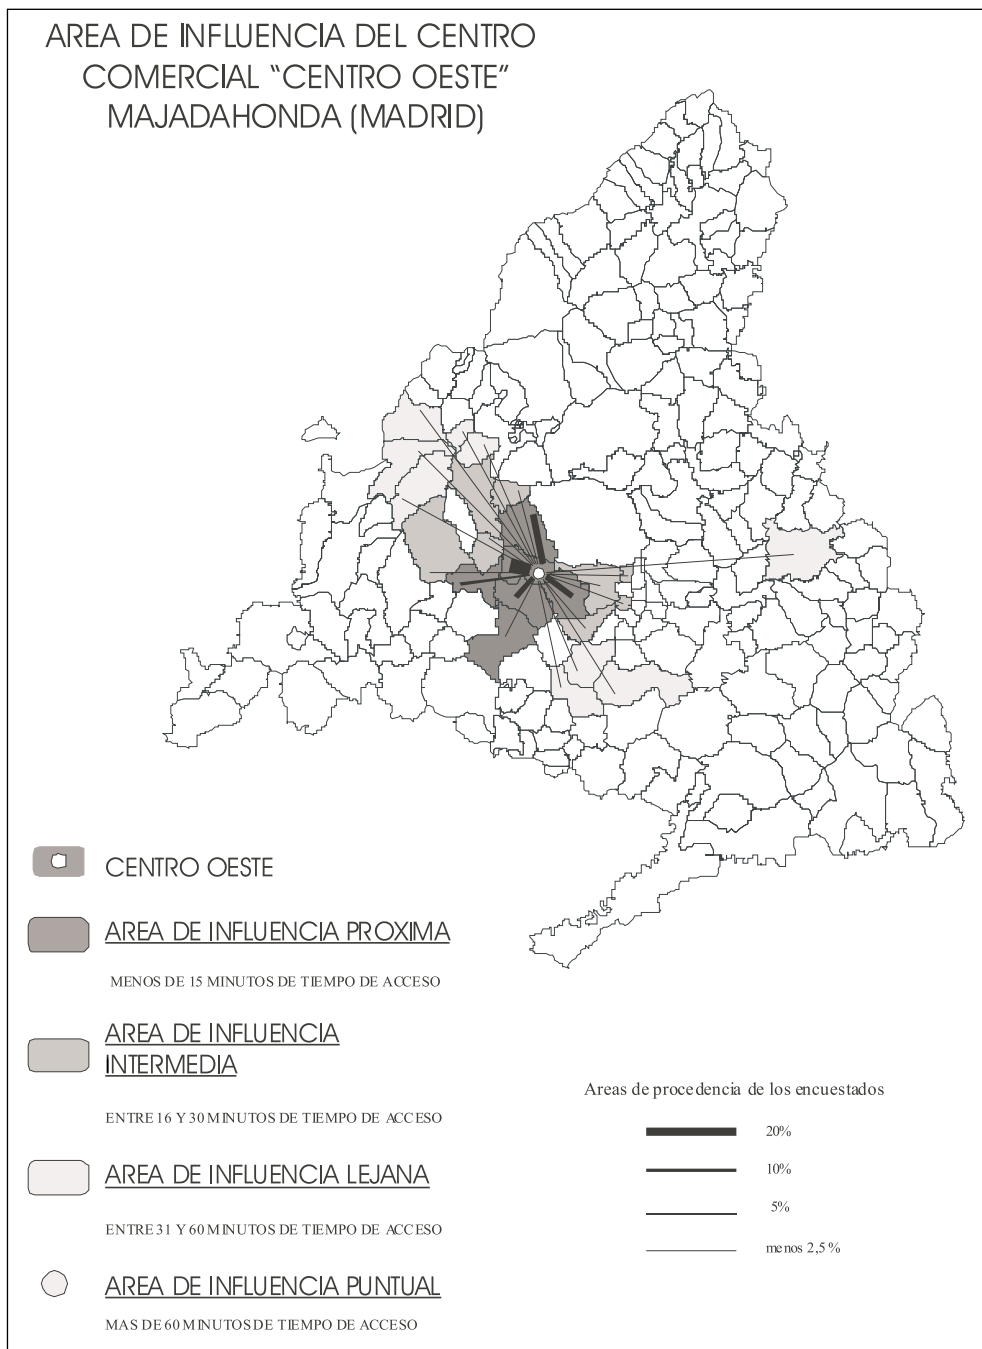 AREA DE INFLUENCIA DEL CENTRO
COMERCIAL “CENTRO OESTE”
MAJADAHONDA (MADRID)
CENTRO OESTE
AREA DE INFLUENCIA PROXIMA
MENOS DE 15 MINUTOS DE TIEMPO DE ACCESO
AREA DE INFLUENCIA
INTERMEDIA
ENTRE 16 Y 30 MINUTOS DE TIEMPO DE ACCESO
AREA DE INFLUENCIA LEJANA
ENTRE 31 Y 60 MINUTOS DE TIEMPO DE ACCESO
AREA DE INFLUENCIA PUNTUAL
MAS DE 60 MINUTOS DE TIEMPO DE ACCESO
Areas de procedencia de los encuestados
20%
10%
5%
menos 2,5 %